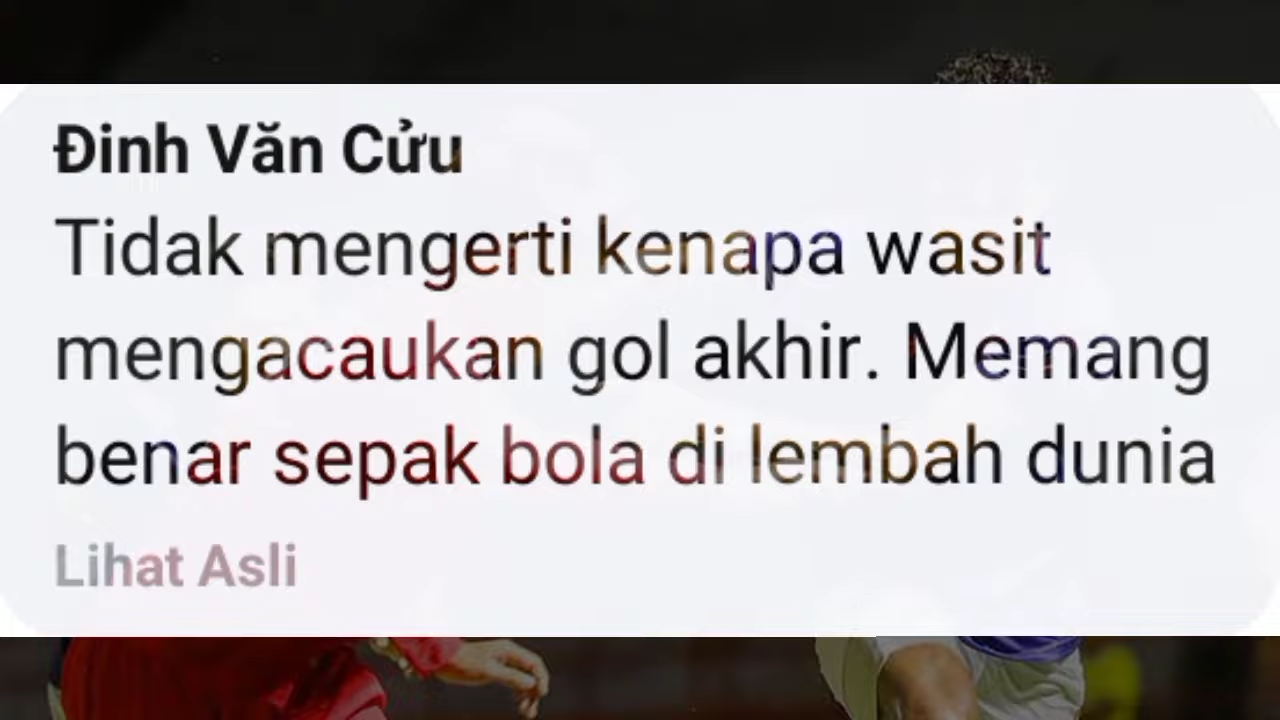 Đinh Văn Cửu
Tidak mengerti kenapa wasit
mengacaukan gol akhir. Memang
benar sepak bola di lembah dunia
Lihat Asli